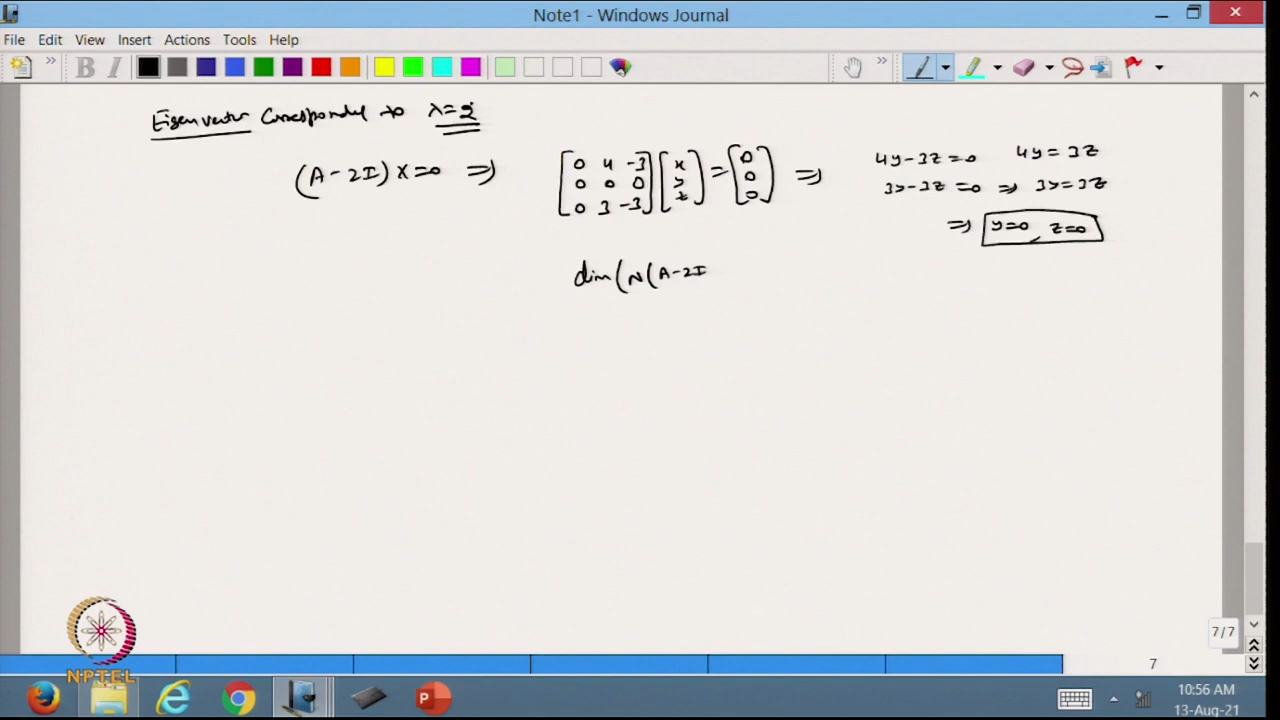 Note1 - Windows Journal
File Edit View Insert Actions Tools Help
B I
Eigenvector Corresponded to λ=2
(A-2I)X=0 ⇒ [0 4 -3; 0 0 0; 0 3 -3] [x; y; z] = [0; 0; 0] ⇒ 4y-3z=0 4y=3z
3y-3z=0 ⇒ 3y=3z
⇒ y=0, z=0
dim(N(A-2I
7/7
7
NPTEL
10:56 AM
13-Aug-21